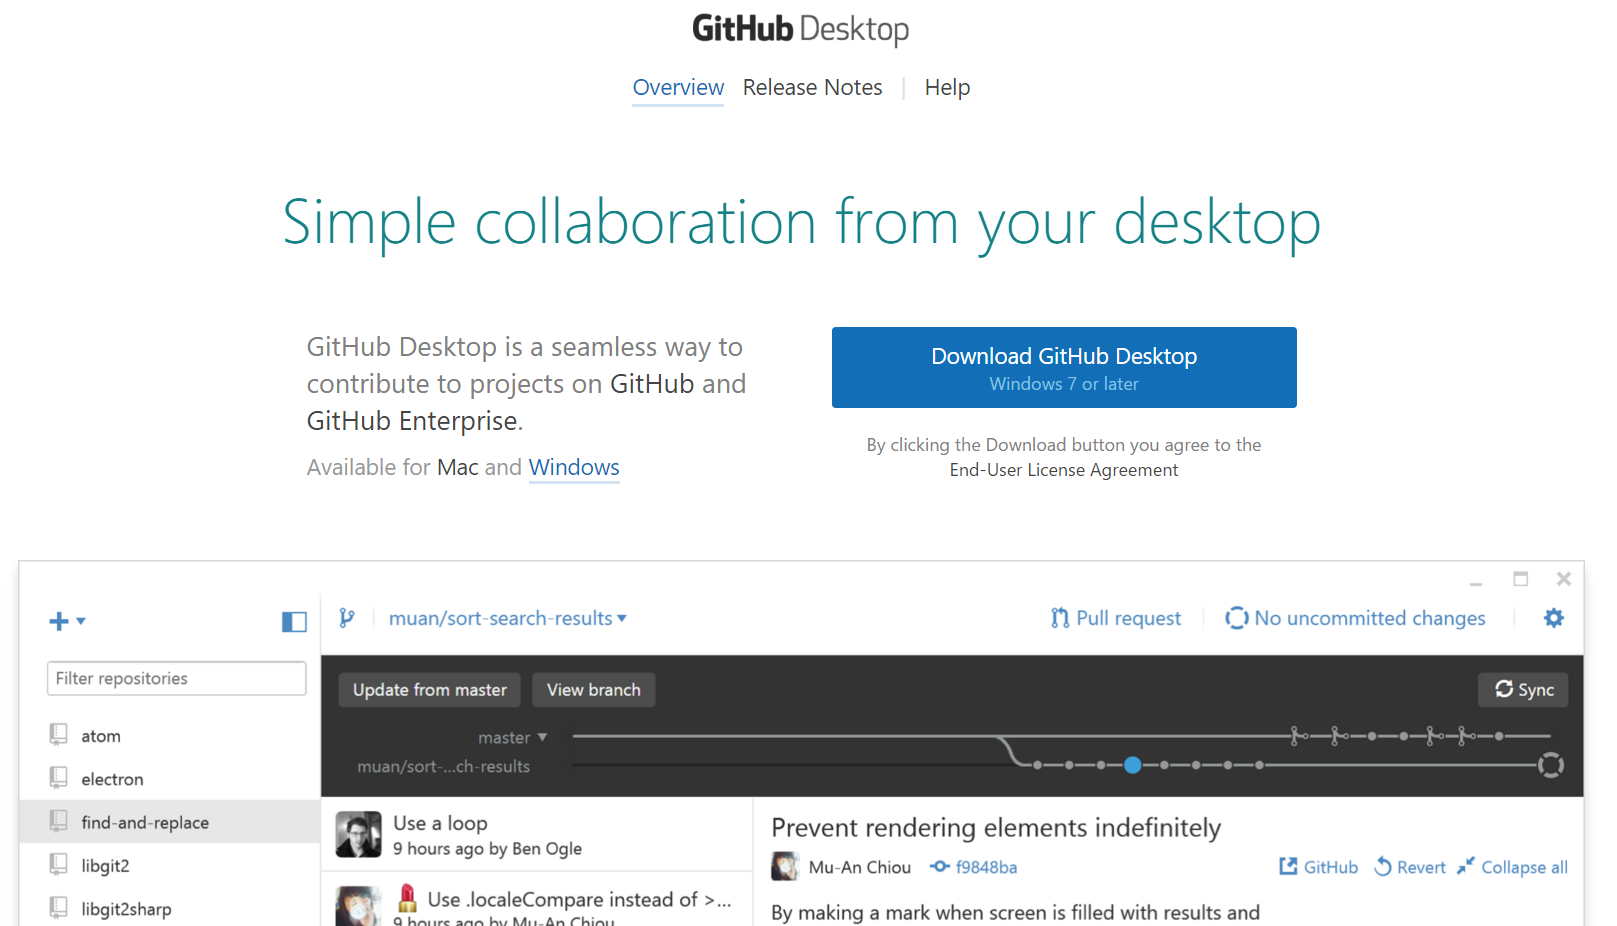 GitHub Desktop
Overview Release Notes Help
Simple collaboration from your desktop
GitHub Desktop is a seamless way to
contribute to projects on GitHub and
GitHub Enterprise.
Available for Mac and Windows
Download GitHub Desktop
Windows 7 or later
By clicking the Download button you agree to the
End-User License Agreement
muan/sort-search-results
Pull request
No uncommitted changes
Filter repositories
atom
electron
find-and-replace
libgit2
libgit2sharp
Update from master
View branch
Sync
master
muan/sort-...ch-results
Use a loop
9 hours ago by Ben Ogle
Use .localeCompare instead of >...
9 hours ago by Mu-An Chiou
Prevent rendering elements indefinitely
Mu-An Chiou f9848ba
GitHub Revert Collapse all
By making a mark when screen is filled with results and